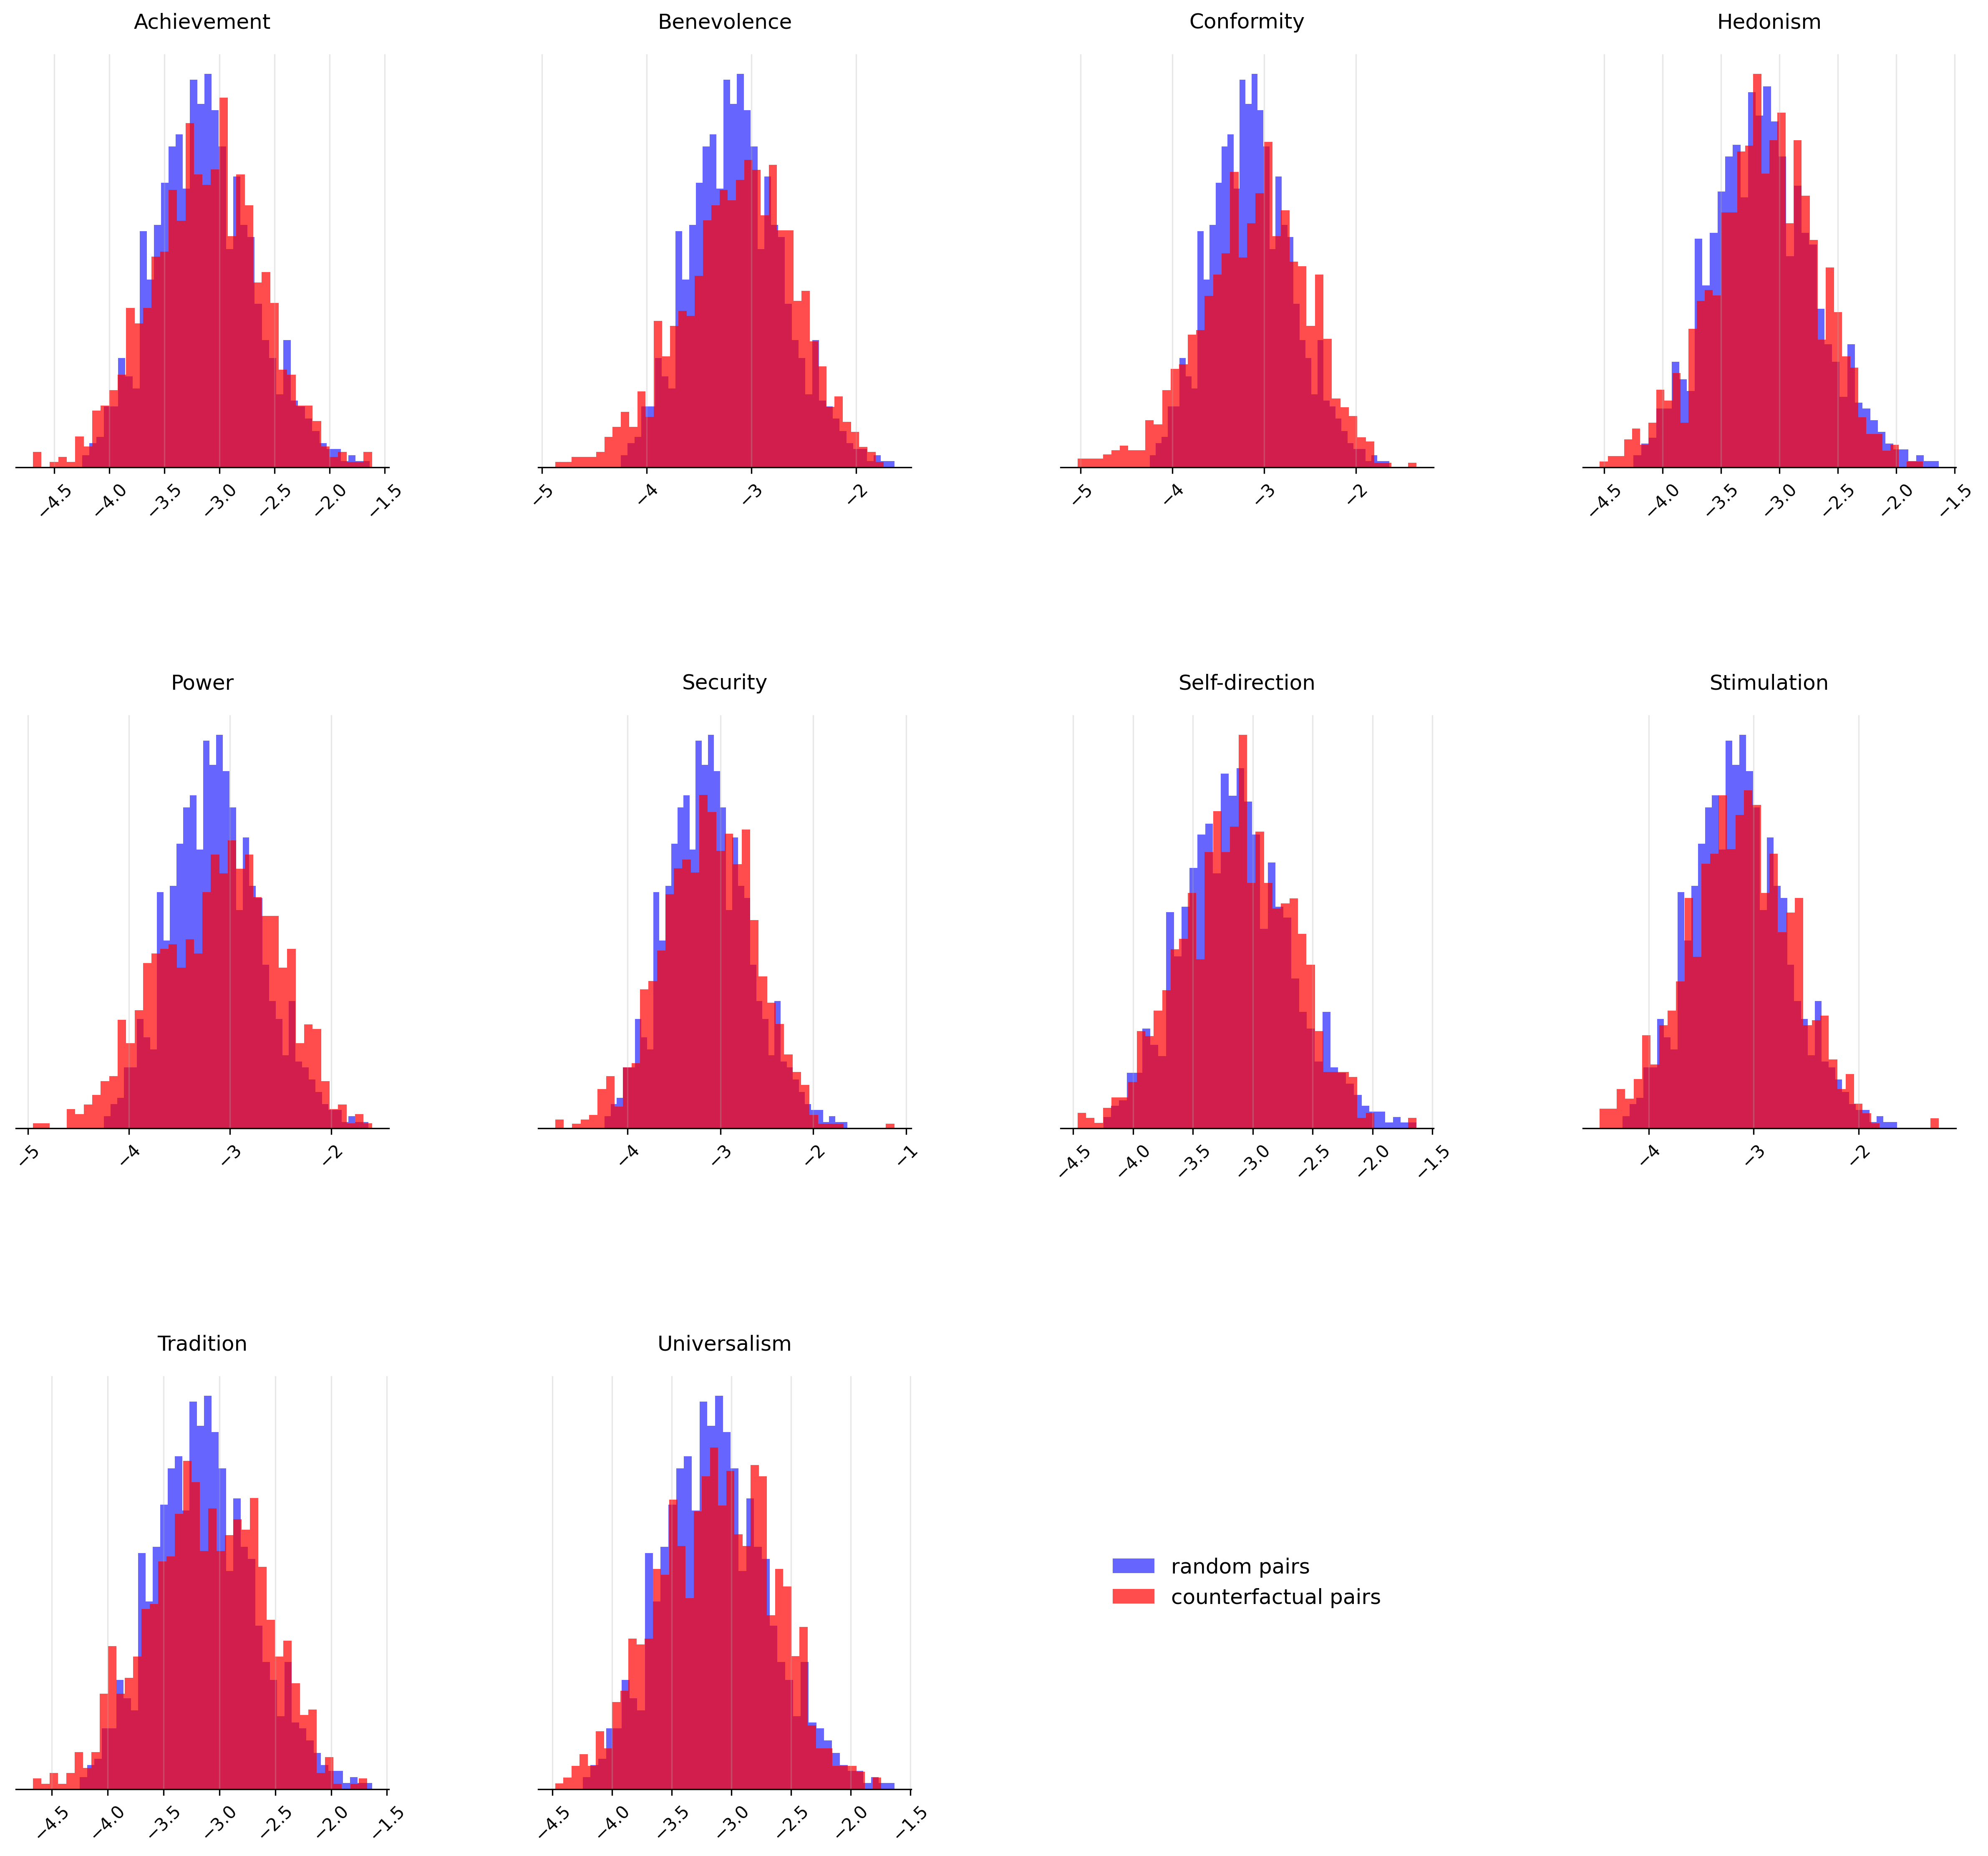 Achievement Benevolence Conformity Hedonism
−4.5 −4.0 −3.5 −3.0 −2.5 −2.0 −1.5 −5 −4 −3 −2 −5 −4 −3 −2 −4.5 −4.0 −3.5 −3.0 −2.5 −2.0 −1.5
Power Security Self-direction Stimulation
−5 −4 −3 −2 −4 −3 −2 −1 −4.5 −4.0 −3.5 −3.0 −2.5 −2.0 −1.5 −4 −3 −2
Tradition Universalism
random pairs
counterfactual pairs
−4.5 −4.0 −3.5 −3.0 −2.5 −2.0 −1.5 −4.5 −4.0 −3.5 −3.0 −2.5 −2.0 −1.5